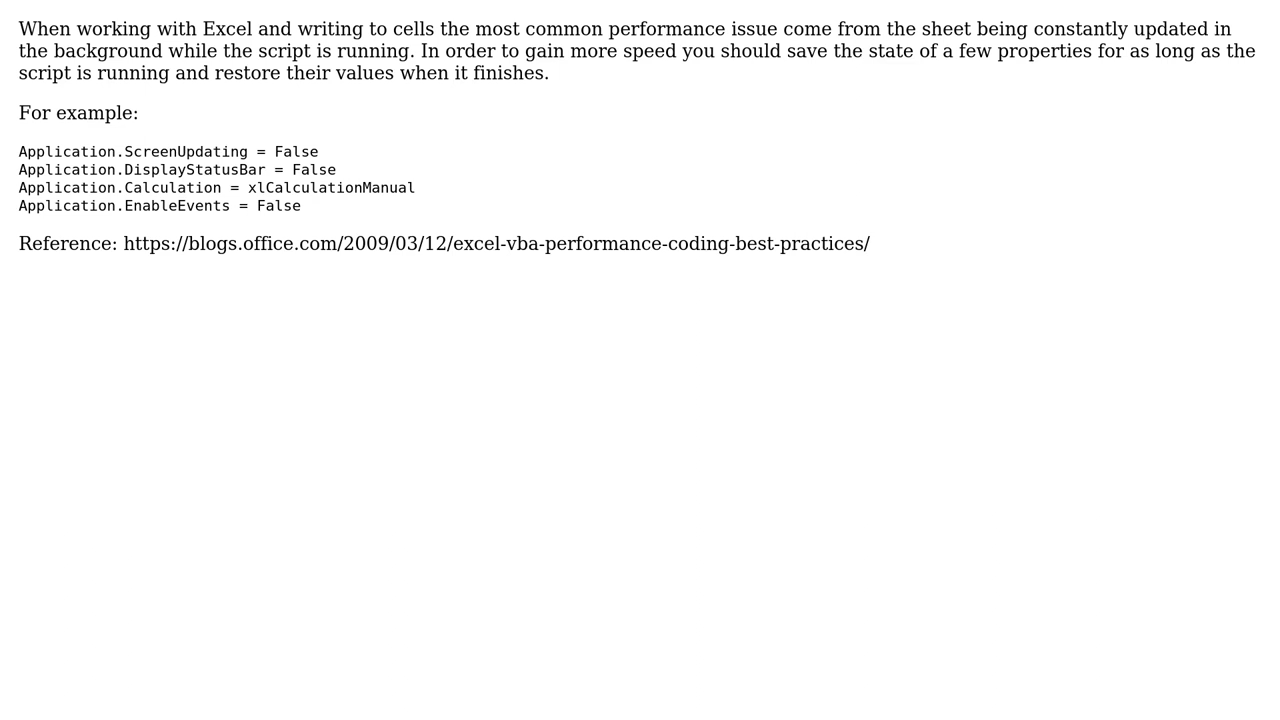 When working with Excel and writing to cells the most common performance issue come from the sheet being constantly updated in
the background while the script is running. In order to gain more speed you should save the state of a few properties for as long as the
script is running and restore their values when it finishes.
For example:
Application.ScreenUpdating = False
Application.DisplayStatusBar = False
Application.Calculation = xlCalculationManual
Application.EnableEvents = False
Reference: https://blogs.office.com/2009/03/12/excel-vba-performance-coding-best-practices/